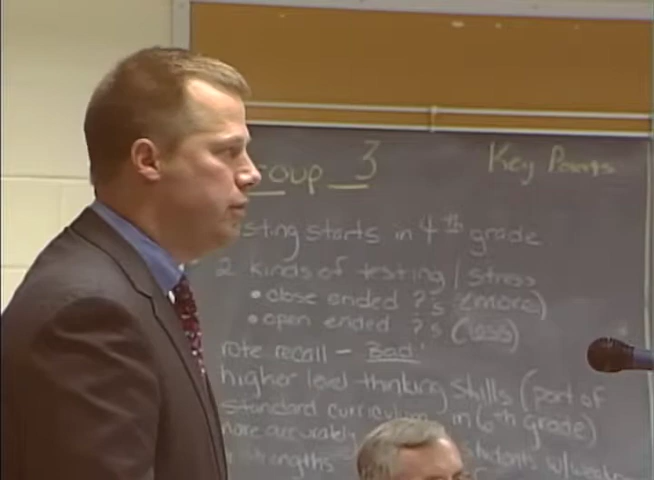 roup 3
Key Points
sting starts in 4th grade
2 kinds of testing / stress
• close ended ?'s (more)
• open ended ?'s (less)
rote recall - Bad
higher level thinking skills (part of
standard curriculum in 6th grade)
more accurately students w/
strengths